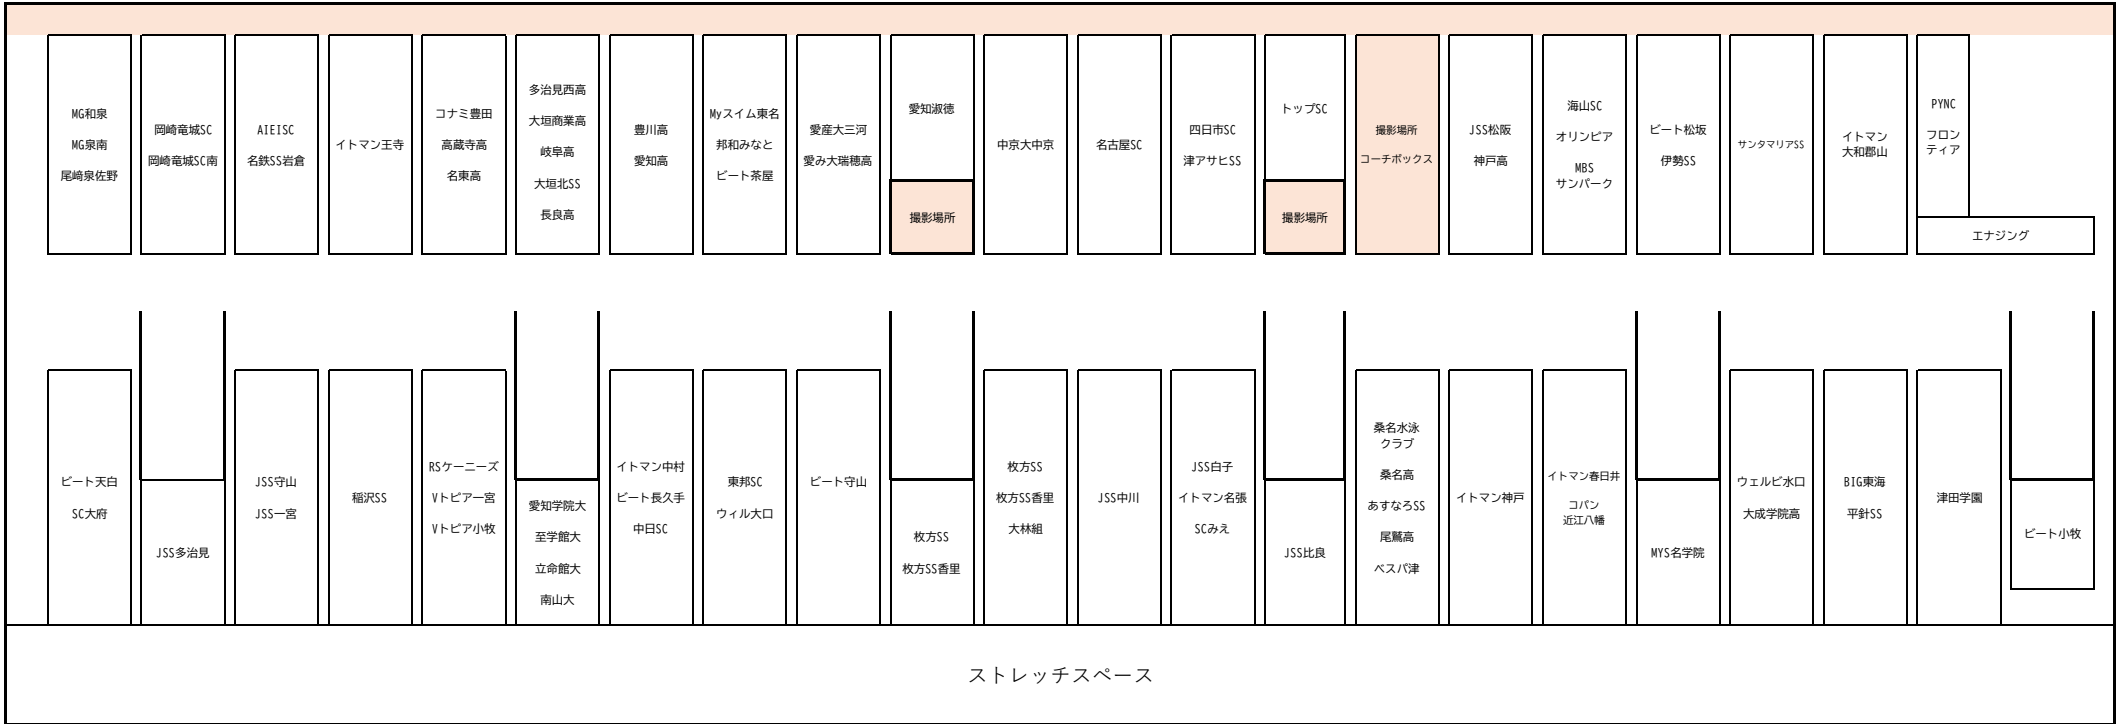 MG和泉
MG泉南
尾﨑泉佐野
岡崎竜城SC
岡崎竜城SC南
AIEISC
名鉄SS岩倉
イトマン王寺
コナミ豊田
高蔵寺高
名東高
多治見西高
大垣商業高
岐阜高
大垣北SS
長良高
豊川高
愛知高
Myスイム東名
邦和みなと
ビート茶屋
愛産大三河
愛み大瑞穂高
愛知淑徳
撮影場所
中京大中京
名古屋SC
四日市SC
津アサヒSS
トップSC
撮影場所
撮影場所
コーチボックス
JSS松阪
神戸高
海山SC
オリンピア
MBS
サンパーク
ビート松坂
伊勢SS
サンタマリアSS
イトマン
大和郡山
PYNC
フロン
ティア
エナジング
ビート天白
SC大府
JSS多治見
JSS守山
JSS一宮
稲沢SS
RSケーニーズ
Vトピア一宮
Vトピア小牧
愛知学院大
至学館大
立命館大
南山大
イトマン中村
ビート長久手
中日SC
東邦SC
ウィル大口
ビート守山
枚方SS
枚方SS香里
枚方SS
枚方SS香里
大林組
JSS中川
JSS白子
イトマン名張
SCみえ
JSS比良
桑名水泳
クラブ
桑名高
あすなろSS
尾鷲高
ベスパ津
イトマン神戸
イトマン春日井
コパン
近江八幡
MYS名学院
ウェルビ水口
大成学院高
BIG東海
平針SS
津田学園
ビート小牧
ストレッチスペース